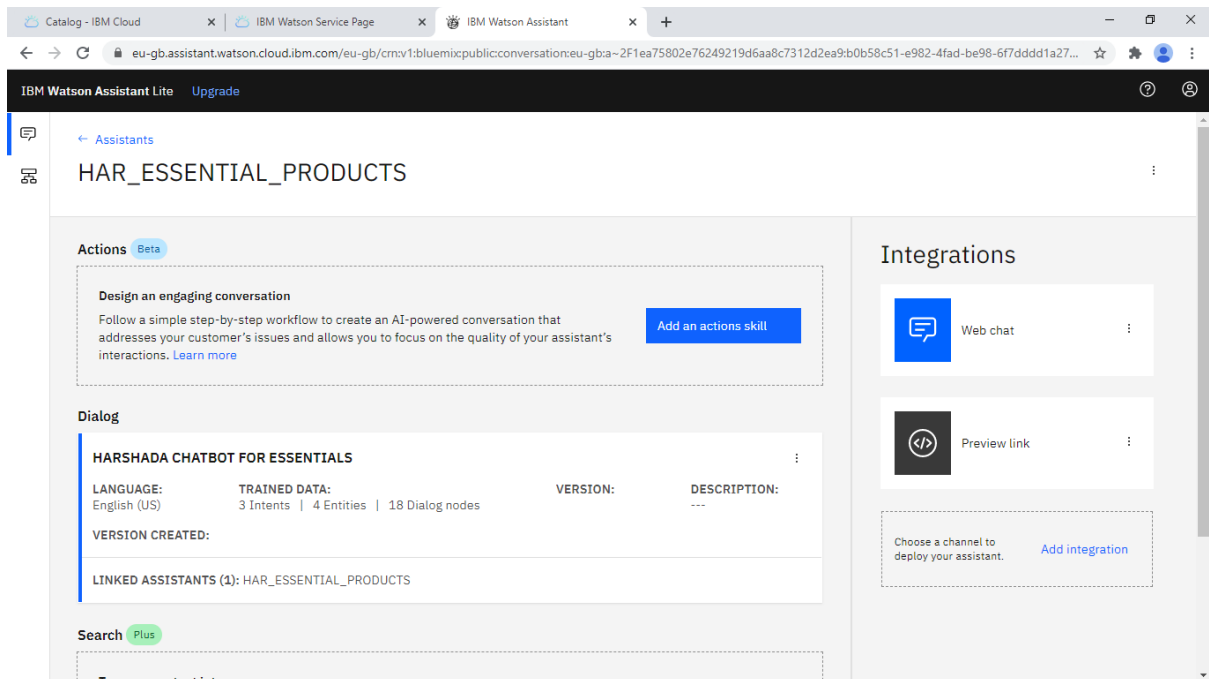 Catalog - IBM Cloud
IBM Watson Service Page
IBM Watson Assistant
eu-gb.assistant.watson.cloud.ibm.com/eu-gb/crn:v1:bluemix:public:conversation:eu-gb:a~2F1ea75802e76249219d6aa8c7312d2ea9:b0b58c51-e982-4fad-be98-6f7dddd1a27...
IBM Watson Assistant Lite Upgrade
← Assistants
HAR_ESSENTIAL_PRODUCTS
Actions Beta
Design an engaging conversation
Follow a simple step-by-step workflow to create an AI-powered conversation that
addresses your customer's issues and allows you to focus on the quality of your assistant's
interactions. Learn more
Add an actions skill
Dialog
HARSHADA CHATBOT FOR ESSENTIALS
LANGUAGE: TRAINED DATA: VERSION: DESCRIPTION:
English (US) 3 Intents | 4 Entities | 18 Dialog nodes ---
VERSION CREATED:
LINKED ASSISTANTS (1): HAR_ESSENTIAL_PRODUCTS
Search Plus
Integrations
Web chat
Preview link
Choose a channel to
deploy your assistant.
Add integration